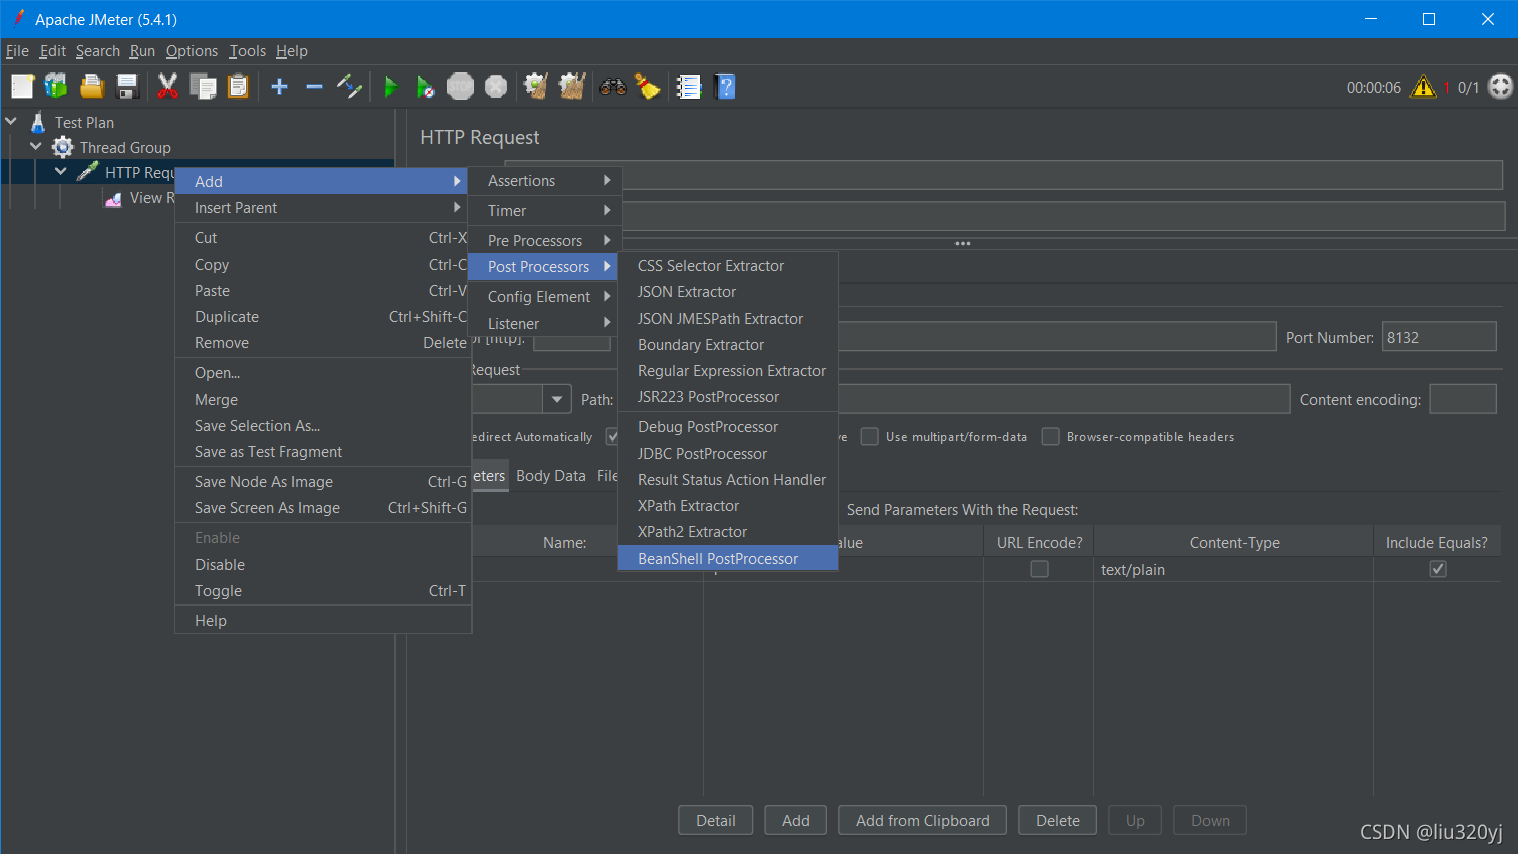 Apache JMeter (5.4.1)
File Edit Search Run Options Tools Help
STOP
00:00:06 1 0/1
Test Plan
Thread Group
HTTP Requ
View R
HTTP Request
Add
Insert Parent
Cut Ctrl-X
Copy Ctrl-C
Paste Ctrl-V
Duplicate Ctrl+Shift-C
Remove Delete
Open...
Merge
Save Selection As...
Save as Test Fragment
Save Node As Image Ctrl-G
Save Screen As Image Ctrl+Shift-G
Enable
Disable
Toggle Ctrl-T
Help
Assertions
Timer
Pre Processors
Post Processors
Config Element
Listener
CSS Selector Extractor
JSON Extractor
JSON JMESPath Extractor
Boundary Extractor
Regular Expression Extractor
JSR223 PostProcessor
Debug PostProcessor
JDBC PostProcessor
Result Status Action Handler
XPath Extractor
XPath2 Extractor
BeanShell PostProcessor
[http]: Port Number: 8132
Request
Path: Content encoding:
edirect Automatically ve Use multipart/form-data Browser-compatible headers
eters Body Data File
Send Parameters With the Request:
Name: alue URL Encode? Content-Type Include Equals?
text/plain
Detail Add Add from Clipboard Delete Up Down
CSDN @liu320yj